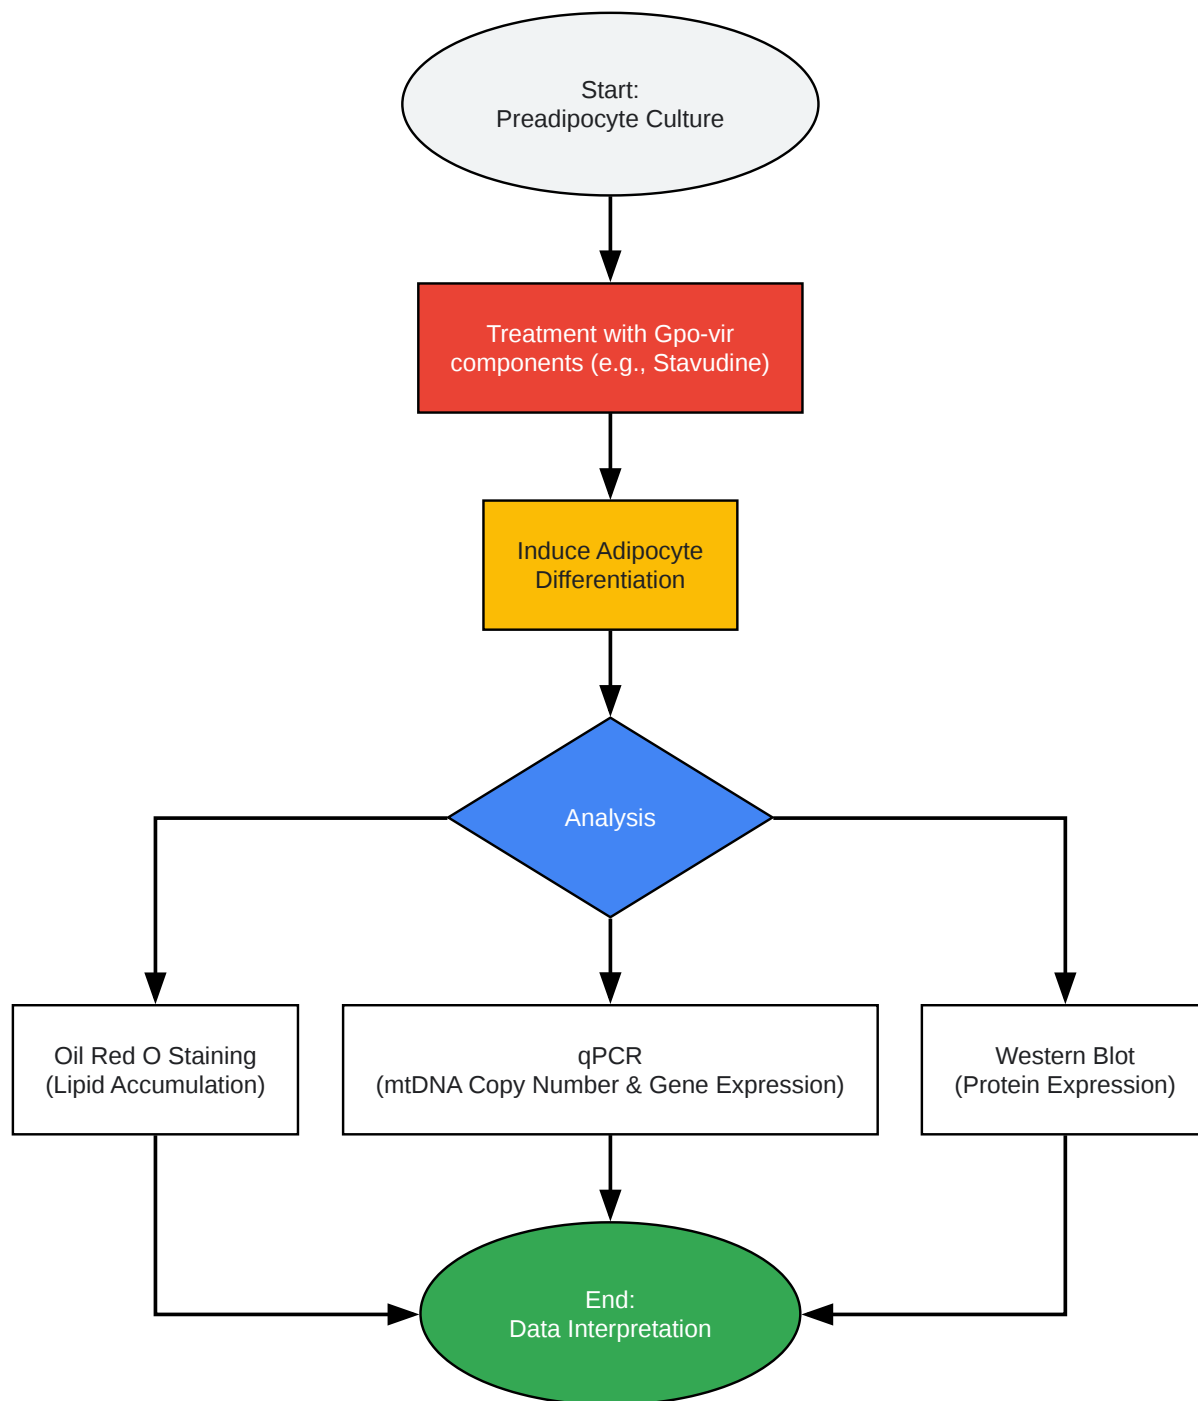 Start:
Preadipocyte Culture
Treatment with Gpo-vir
components (e.g., Stavudine)
Induce Adipocyte
Differentiation
Analysis
Oil Red O Staining
(Lipid Accumulation)
qPCR
(mtDNA Copy Number & Gene Expression)
Western Blot
(Protein Expression)
End:
Data Interpretation